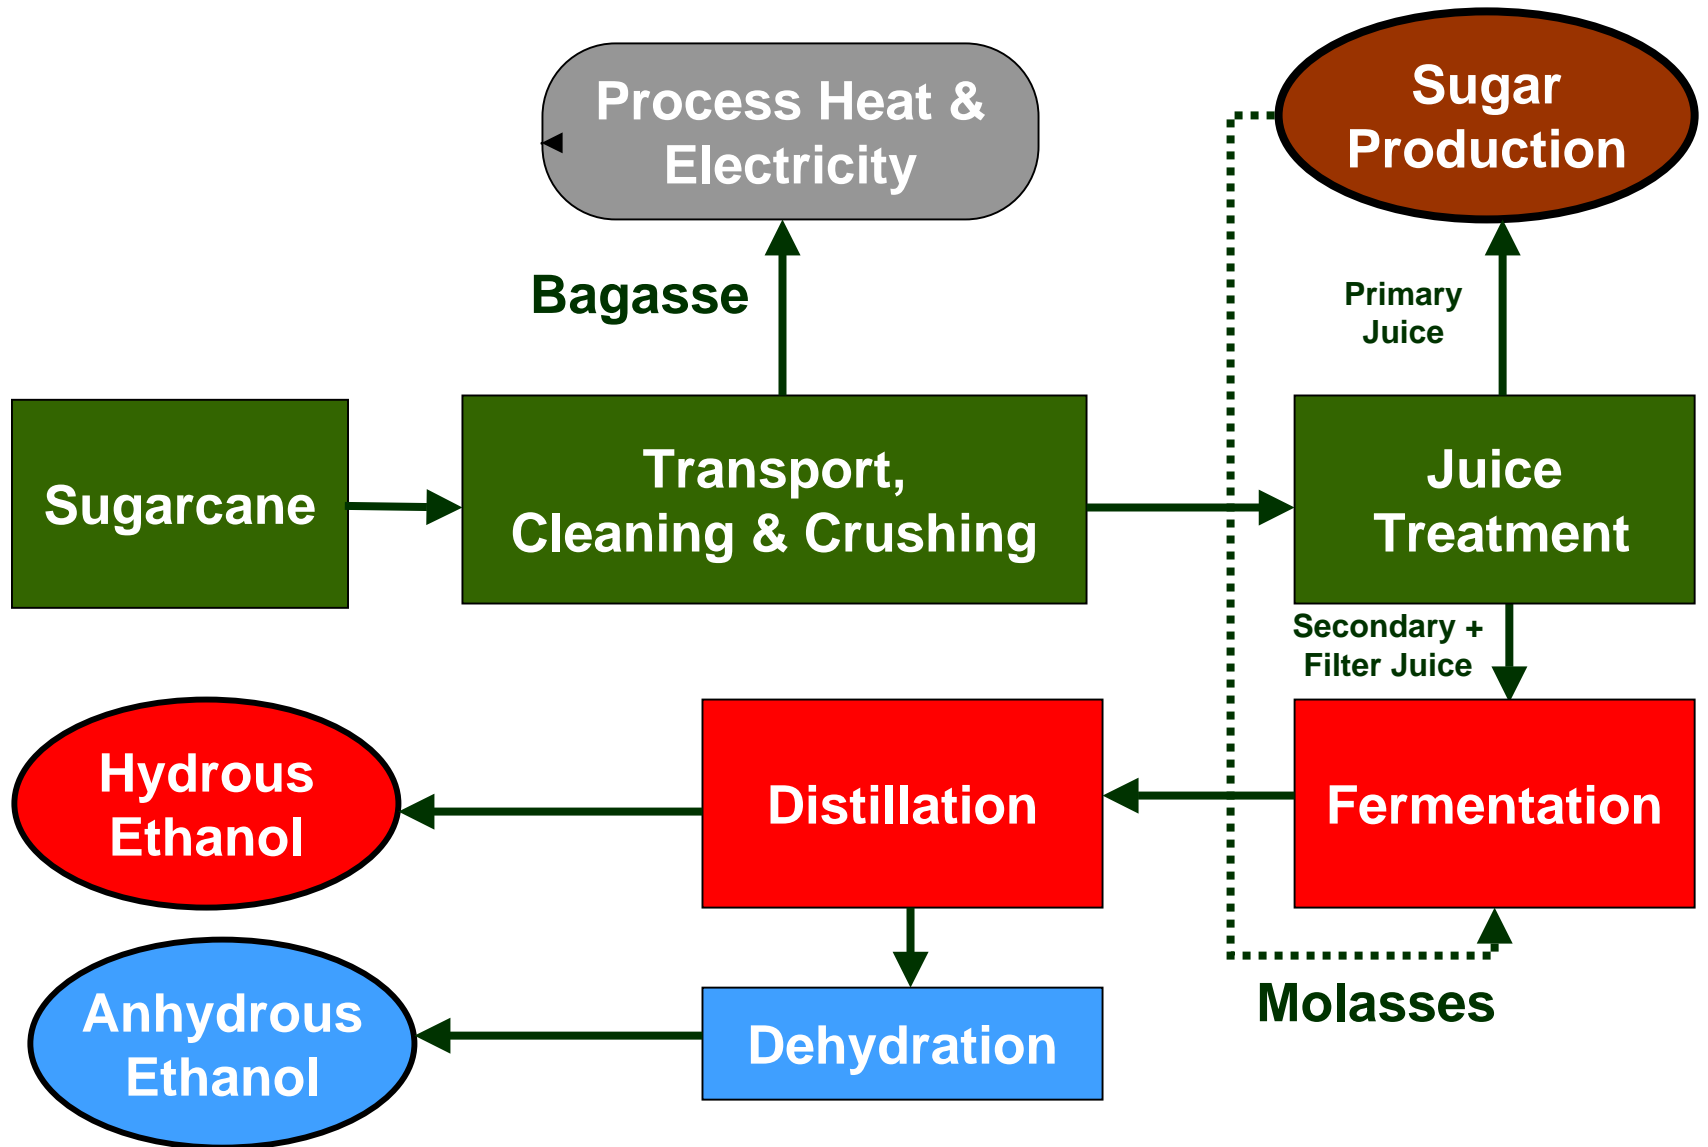 Process Heat &
Electricity
Sugar
Production
Bagasse
Primary
Juice
Sugarcane
Transport,
Cleaning & Crushing
Juice
Treatment
Secondary +
Filter Juice
Hydrous
Ethanol
Distillation
Fermentation
Anhydrous
Ethanol
Dehydration
Molasses